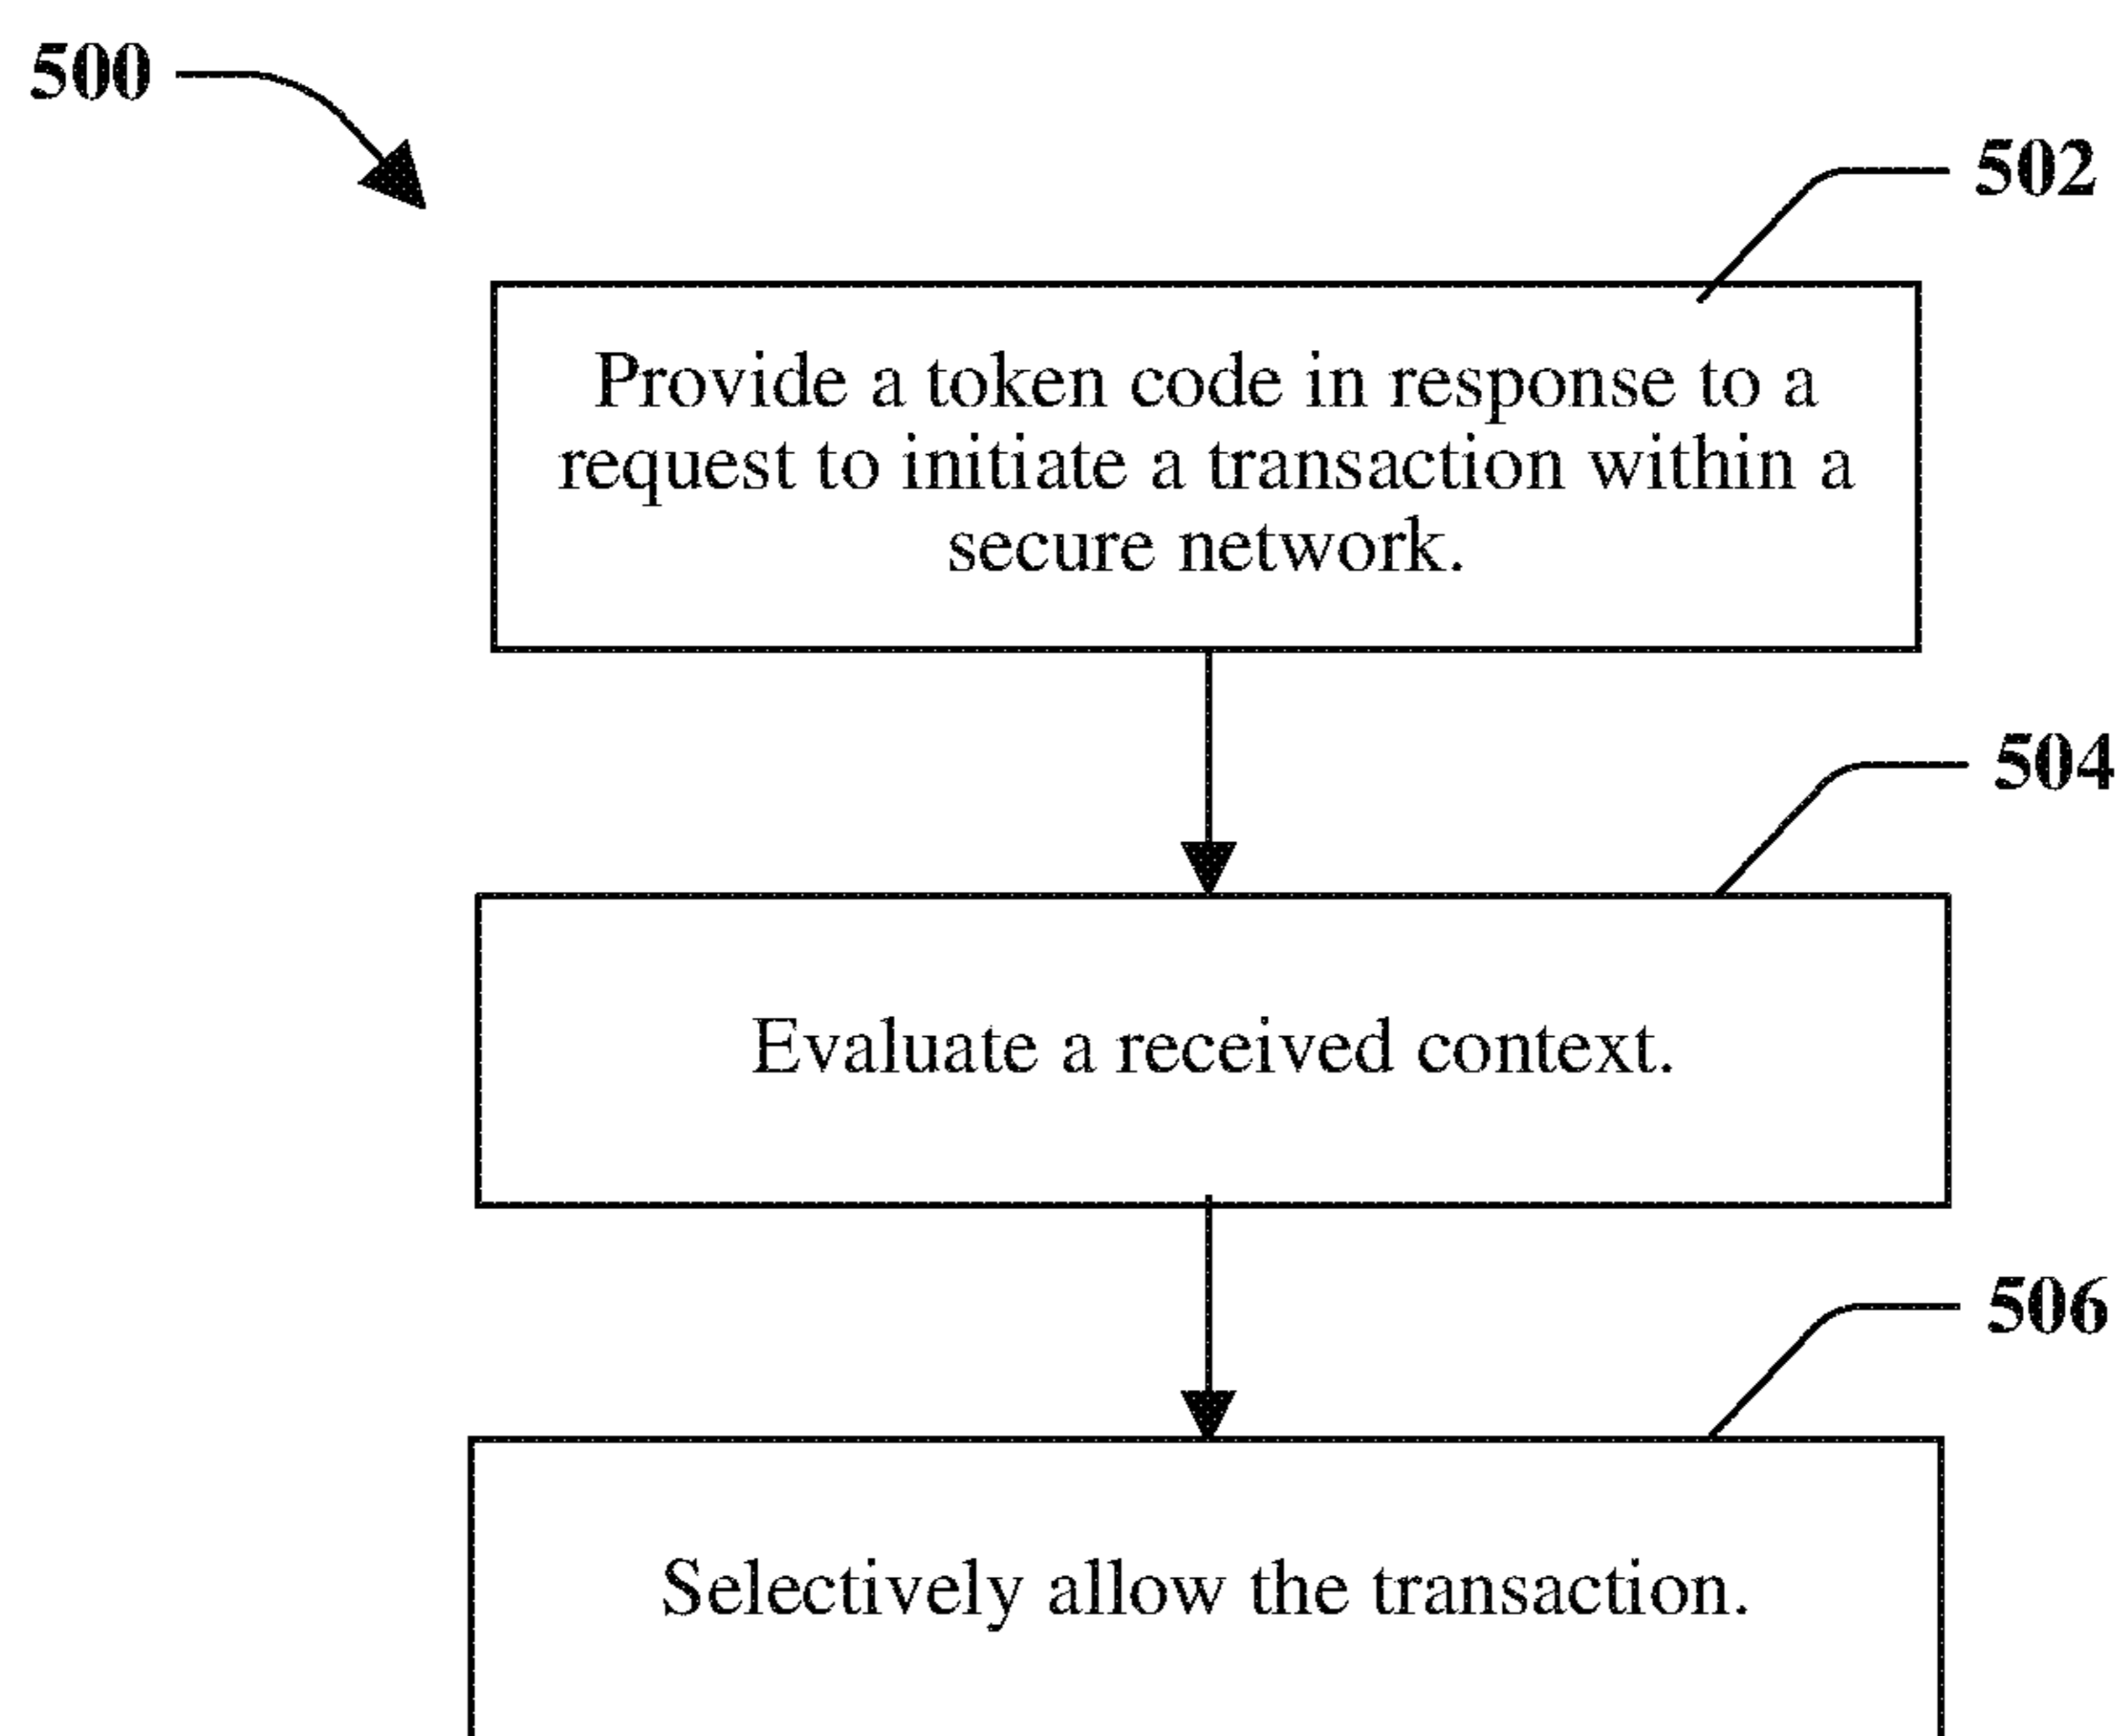 500
502
Provide a token code in response to a
request to initiate a transaction within a
secure network.
504
Evaluate a received context.
506
Selectively allow the transaction.